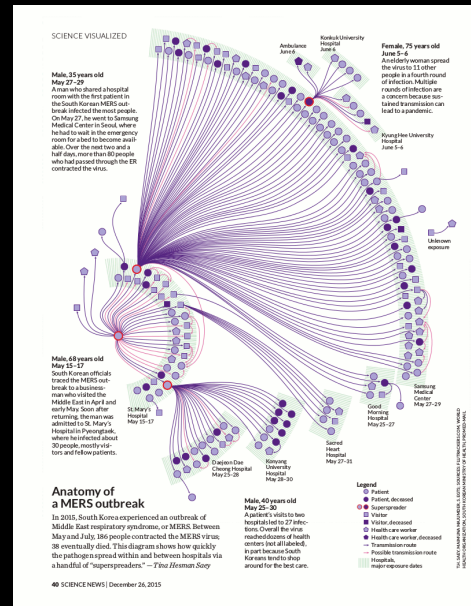 SCIENCE VISUALIZED
Male, 35 years old
May 27–29
A man who shared a hospital
room with the first patient in
the South Korean MERS out-
break infected the most people.
On May 27, he went to Samsung
Medical Center in Seoul, where
he had to wait in the emergency
room for a bed to become avail-
able. Over the next two and a
half days, more than 80 people
who had passed through the ER
contracted the virus.
Ambulance
June 6
Konkuk University
Hospital
June 6
Female, 75 years old
June 5–6
An elderly woman spread
the virus to 11 other
people in a fourth round
of infection. Multiple
rounds of infection are
a concern because sus-
tained transmission can
lead to a pandemic.
Kyung Hee University
Hospital
June 5–6
Unknown
exposure
Male, 68 years old
May 15–17
South Korean officials
traced the MERS out-
break to a business-
man who visited the
Middle East in April and
early May. Soon after
returning, the man was
admitted to St. Mary's
Hospital in Pyeongtaek,
where he infected about
30 people, mostly visi-
tors and fellow patients.
St. Mary's
Hospital
May 15–17
Daejeon Dae
Cheong Hospital
May 25–28
Konyang
University
Hospital
May 28–30
Sacred
Heart
Hospital
May 27–31
Good
Morning
Hospital
May 25–27
Samsung
Medical
Center
May 27–29
Anatomy of
a MERS outbreak
In 2015, South Korea experienced an outbreak of
Middle East respiratory syndrome, or MERS. Between
May and July, 186 people contracted the MERS virus;
38 eventually died. This diagram shows how quickly
the pathogen spread within and between hospitals via
a handful of “superspreaders.” — Tina Hesman Saey
Male, 40 years old
May 25–30
A patient's visits to two
hospitals led to 27 infec-
tions. Overall the virus
reached dozens of health
centers (not all labeled),
in part because South
Koreans tend to shop
around for the best care.
Legend
Patient
Patient, deceased
Superspreader
Visitor
Visitor, deceased
Health care worker
Health care worker, deceased
Transmission route
Possible transmission route
Hospitals,
major exposure dates
40 SCIENCE NEWS | December 26, 2015